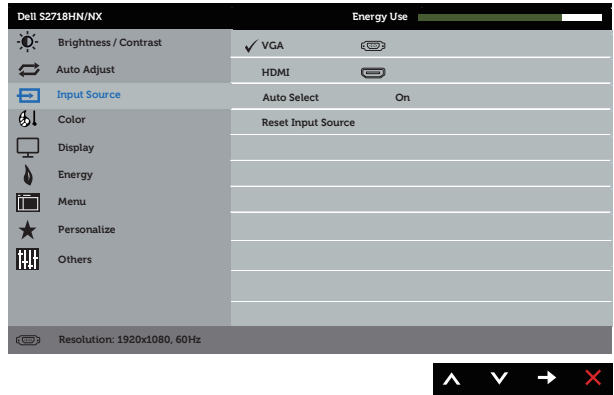 Dell S2718HN/NX Energy Use
Brightness / Contrast
Auto Adjust
Input Source
Color
Display
Energy
Menu
Personalize
Others
VGA
HDMI
Auto Select On
Reset Input Source
Resolution: 1920x1080, 60Hz